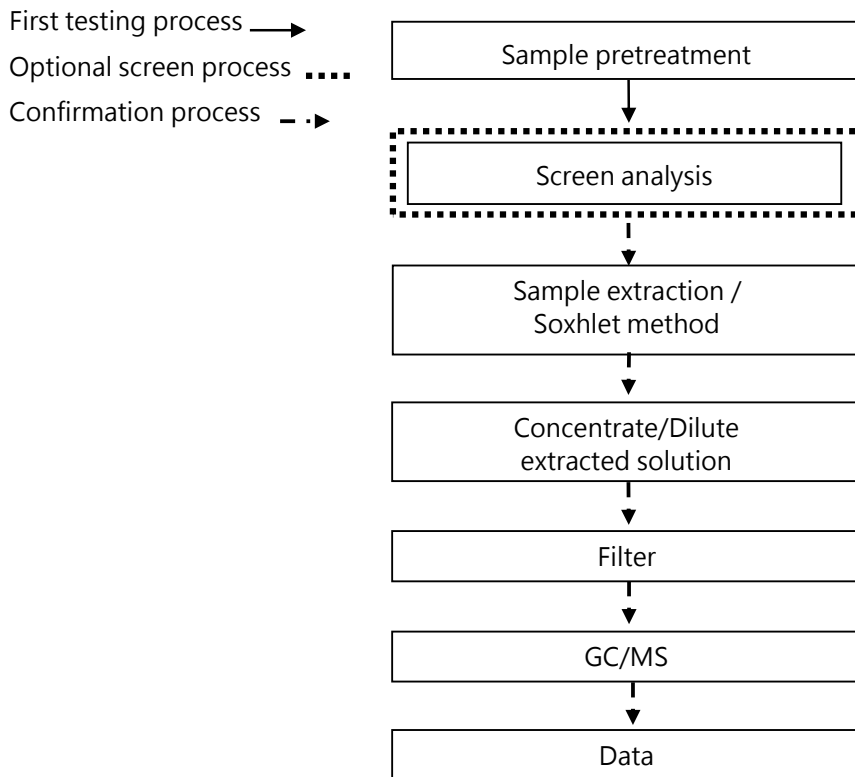 First testing process
Optional screen process
Confirmation process
Sample pretreatment
Screen analysis
Sample extraction /
Soxhlet method
Concentrate/Dilute
extracted solution
Filter
GC/MS
Data